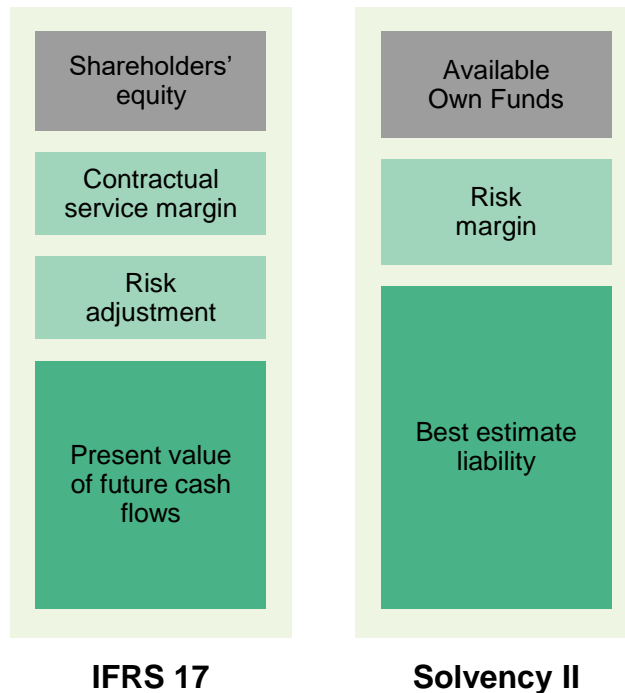 Shareholders’
equity
Contractual
service margin
Risk
adjustment
Present value
of future cash
flows
IFRS 17
Available
Own Funds
Risk
margin
Best estimate
liability
Solvency II